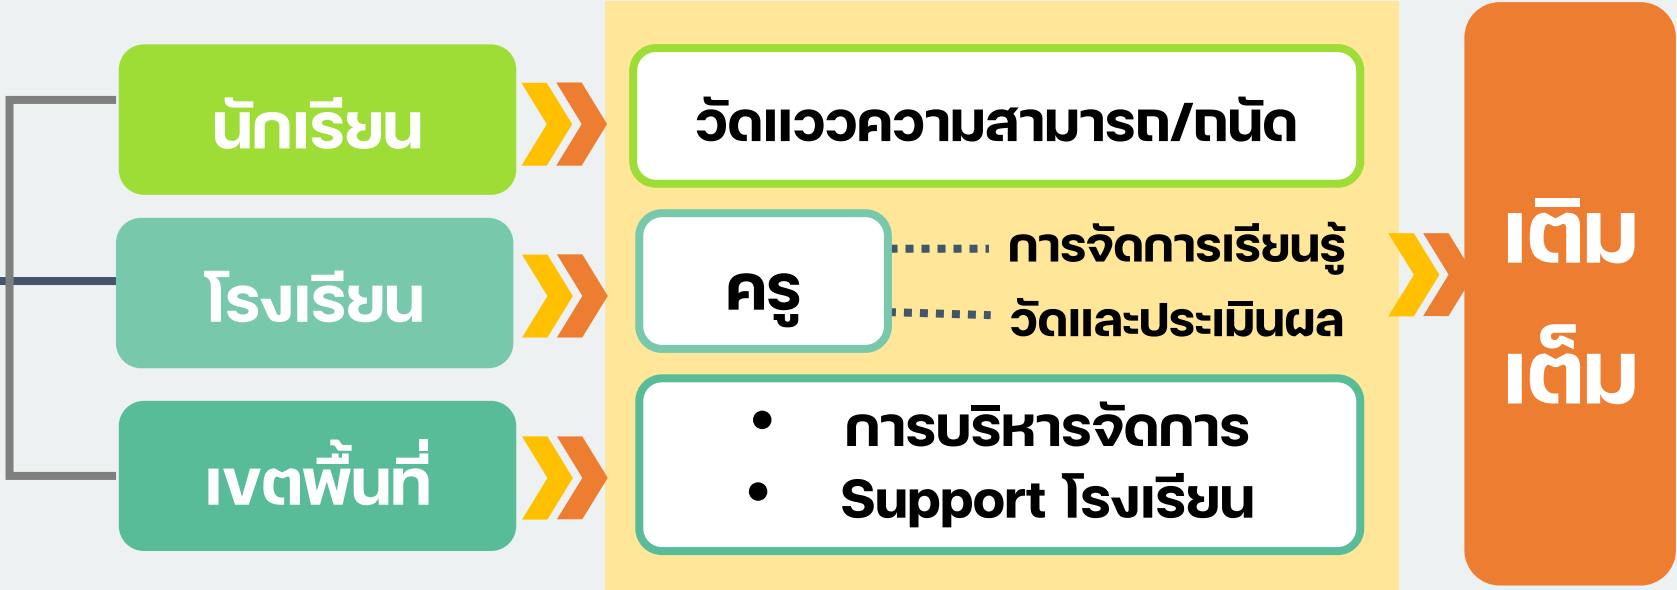 นักเรียน
วัดแววความสามารถ/ถนัด
โรงเรียน
ครู
การจัดการเรียนรู้
วัดและประเมินผล
เขตพื้นที่
• การบริหารจัดการ
• Support โรงเรียน
เติม
เต็ม